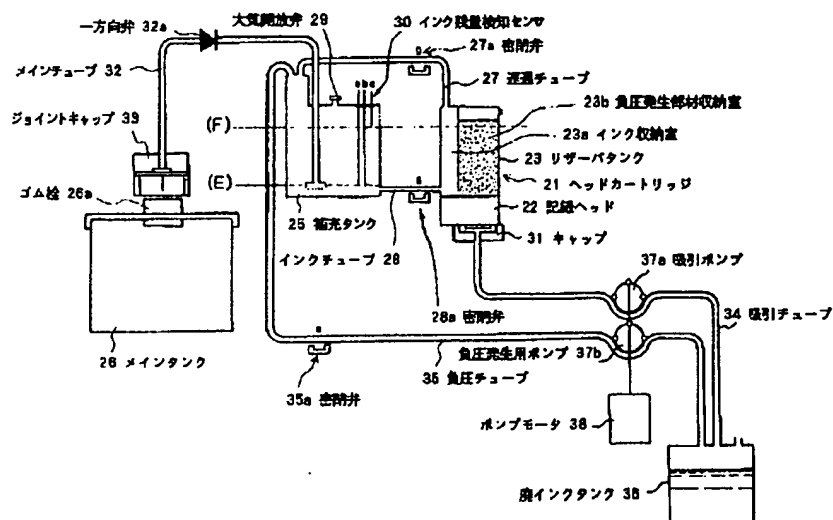 一方向弁 32a
大気開放弁 29
30 インク残量検知センサ
27a 密閉弁
メインチューブ 32
27 連通チューブ
ジョイントキャップ 39
23b 負圧発生部材収納室
(F)
23a インク収納室
23 リザーバタンク
ゴム栓 26a
(E)
21 ヘッドカートリッジ
25 補充タンク
22 記録ヘッド
インクチューブ 28
31 キャップ
37a 吸引ポンプ
28a 密閉弁
34 吸引チューブ
26 メインタンク
負圧発生用ポンプ 37b
35 負圧チューブ
35a 密閉弁
ポンプモータ 38
廃インクタンク 36